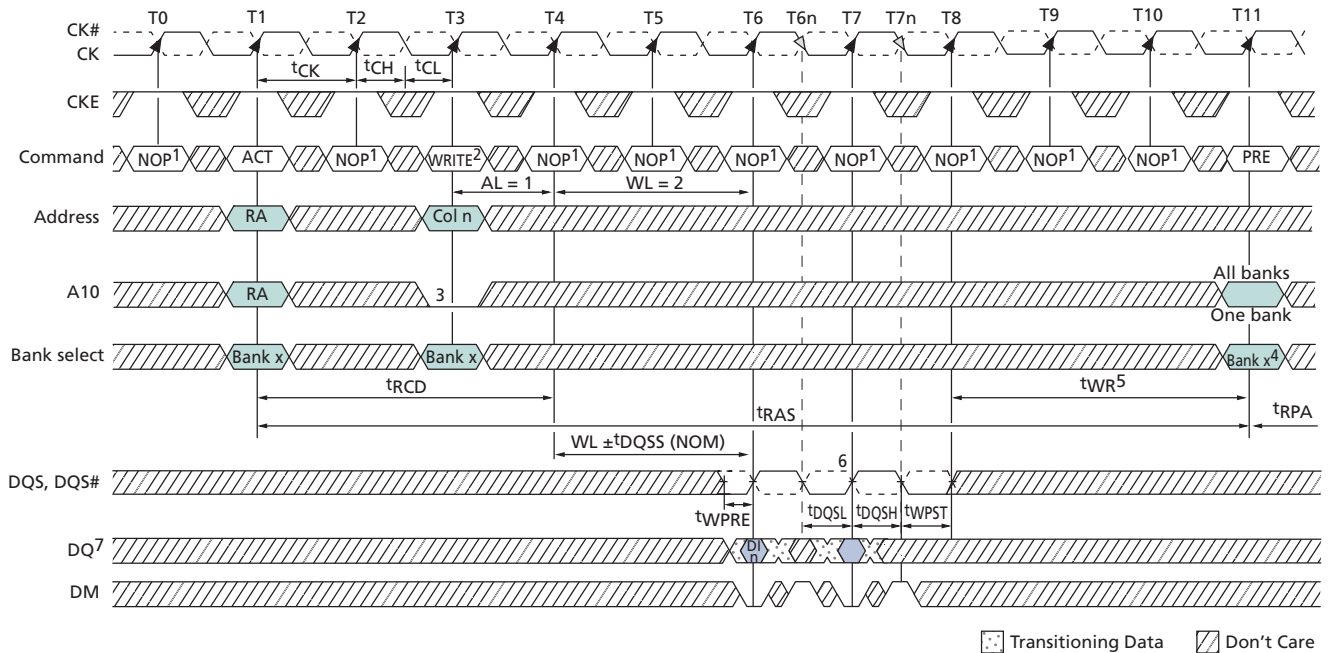 T0 T1 T2 T3 T4 T5 T6 T6n T7 T7n T8 T9 T10 T11
CK#
CK
tCK tCH tCL
CKE
Command NOP1 ACT NOP1 WRITE2 NOP1 NOP1 NOP1 NOP1 NOP1 NOP1 NOP1 PRE
AL = 1 WL = 2
Address RA Col n
All banks
A10 RA 3
One bank
Bank select Bank x Bank x Bank x4
tRCD tWR5
tRAS tRPA
WL ±tDQSS (NOM)
6
DQS, DQS#
tWPRE tDQSL tDQSH tWPST
DQ7 DI
n
DM
Transitioning Data Don't Care